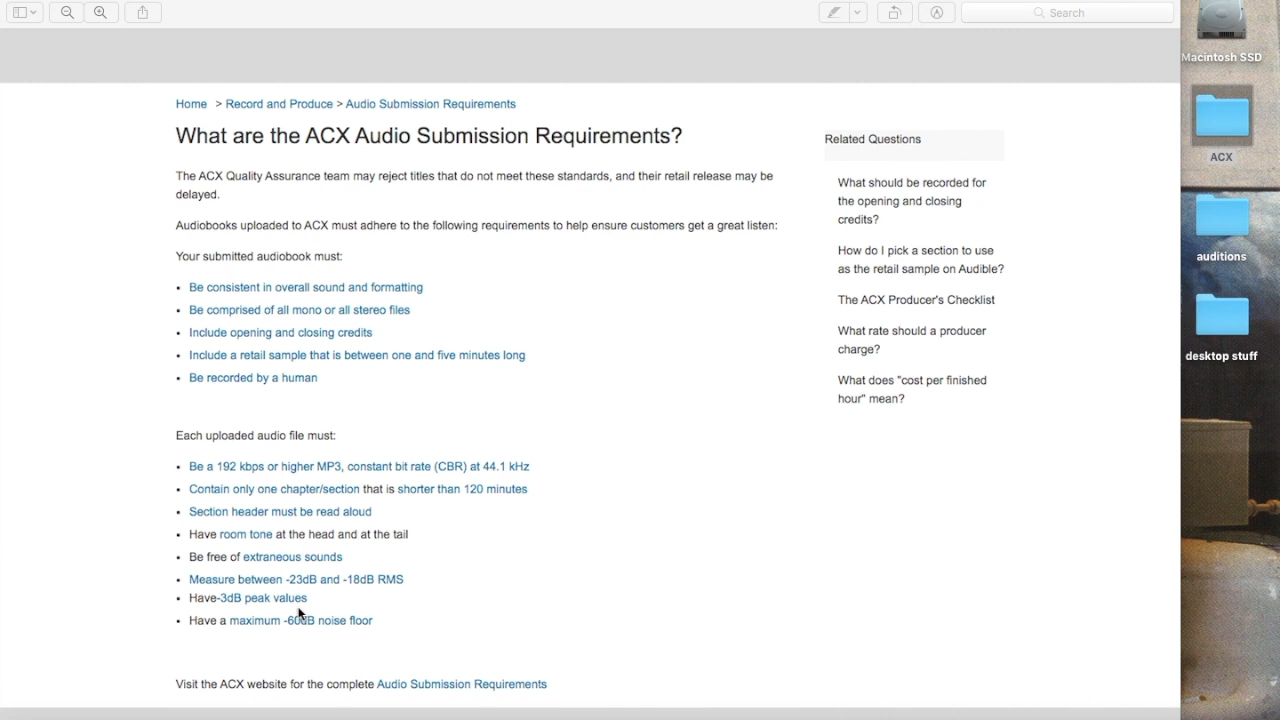 Search
Home > Record and Produce > Audio Submission Requirements
What are the ACX Audio Submission Requirements?
The ACX Quality Assurance team may reject titles that do not meet these standards, and their retail release may be
delayed.
Audiobooks uploaded to ACX must adhere to the following requirements to help ensure customers get a great listen:
Your submitted audiobook must:
• Be consistent in overall sound and formatting
• Be comprised of all mono or all stereo files
• Include opening and closing credits
• Include a retail sample that is between one and five minutes long
• Be recorded by a human
Each uploaded audio file must:
• Be a 192 kbps or higher MP3, constant bit rate (CBR) at 44.1 kHz
• Contain only one chapter/section that is shorter than 120 minutes
• Section header must be read aloud
• Have room tone at the head and at the tail
• Be free of extraneous sounds
• Measure between -23dB and -18dB RMS
• Have-3dB peak values
• Have a maximum -60dB noise floor
Visit the ACX website for the complete Audio Submission Requirements
Related Questions
What should be recorded for
the opening and closing
credits?
How do I pick a section to use
as the retail sample on Audible?
The ACX Producer's Checklist
What rate should a producer
charge?
What does "cost per finished
hour" mean?
Macintosh SSD
ACX
auditions
desktop stuff